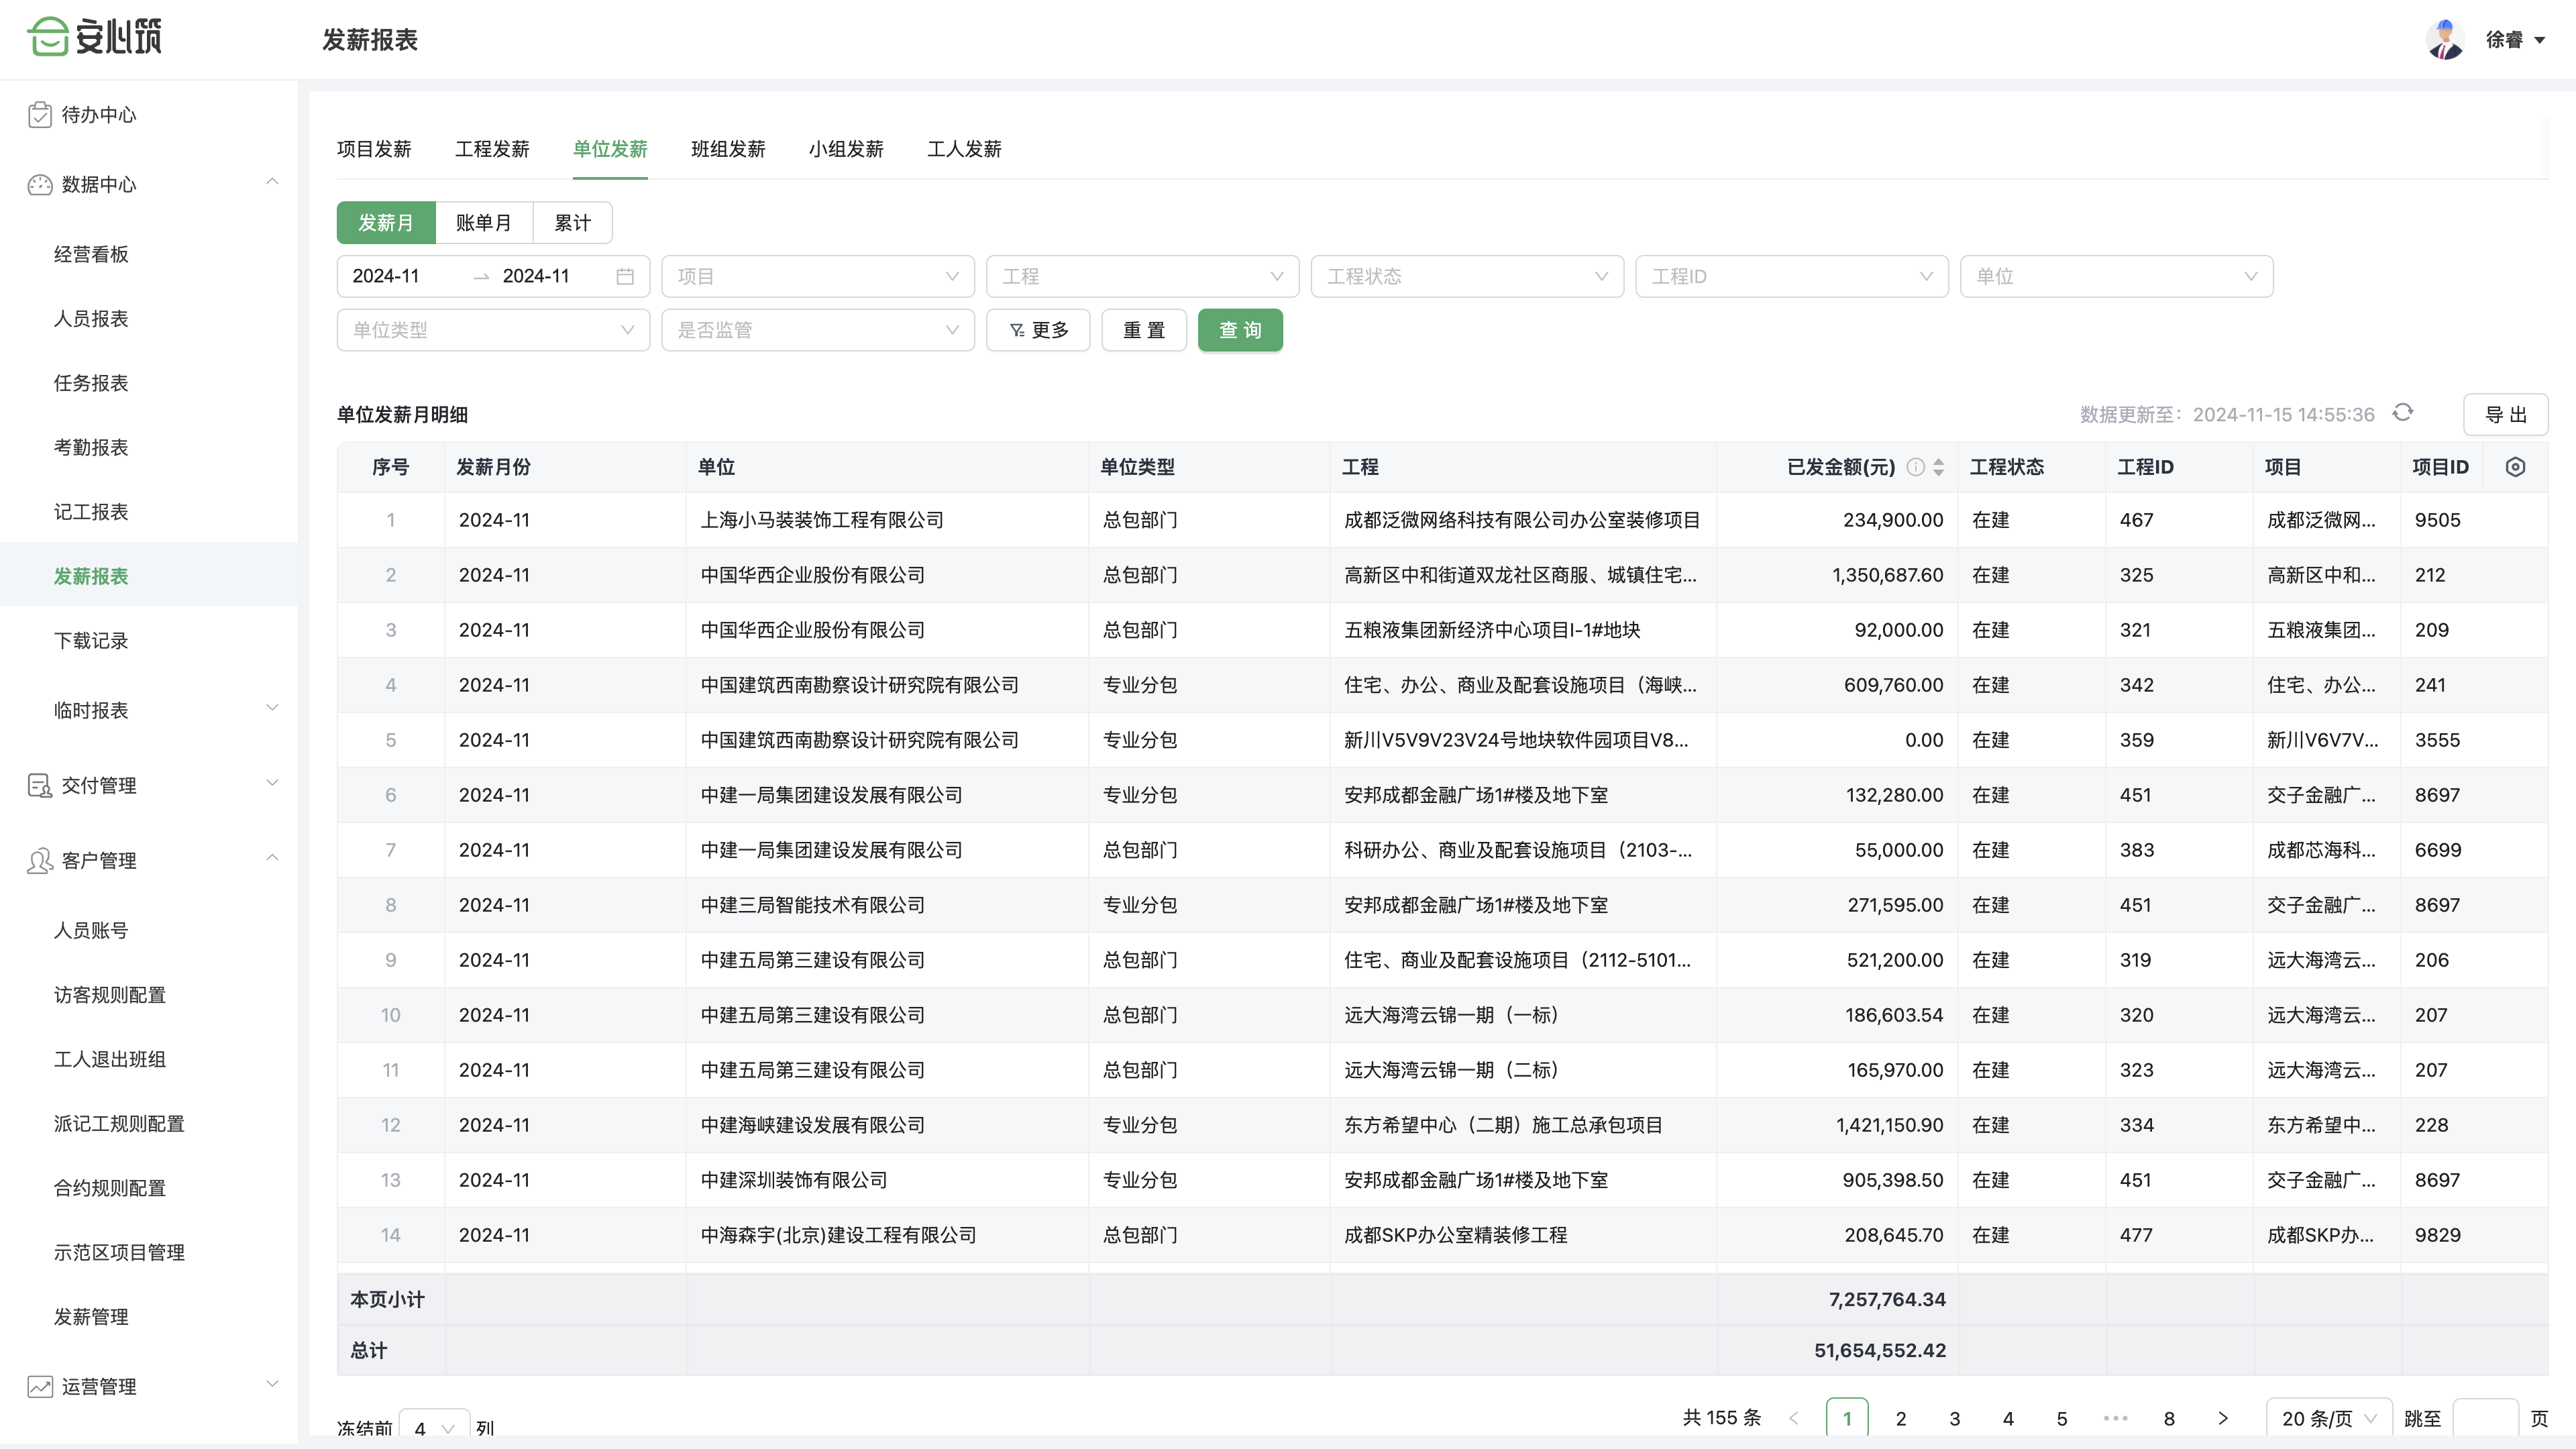 安心筑
发薪报表
徐睿
待办中心
数据中心
经营看板
人员报表
任务报表
考勤报表
记工报表
发薪报表
下载记录
临时报表
交付管理
客户管理
人员账号
访客规则配置
工人退出班组
派记工规则配置
合约规则配置
示范区项目管理
发薪管理
运营管理
项目发薪 工程发薪 单位发薪 班组发薪 小组发薪 工人发薪
发薪月 账单月 累计
2024-11 → 2024-11 项目 工程 工程状态 工程ID 单位
单位类型 是否监管 更多 重 置 查 询
单位发薪月明细 数据更新至：2024-11-15 14:55:36 导 出
序号 发薪月份 单位 单位类型 工程 已发金额(元) 工程状态 工程ID 项目 项目ID
1 2024-11 上海小马装装饰工程有限公司 总包部门 成都泛微网络科技有限公司办公室装修项目 234,900.00 在建 467 成都泛微网... 9505
2 2024-11 中国华西企业股份有限公司 总包部门 高新区中和街道双龙社区商服、城镇住宅... 1,350,687.60 在建 325 高新区中和... 212
3 2024-11 中国华西企业股份有限公司 总包部门 五粮液集团新经济中心项目I-1#地块 92,000.00 在建 321 五粮液集团... 209
4 2024-11 中国建筑西南勘察设计研究院有限公司 专业分包 住宅、办公、商业及配套设施项目（海峡... 609,760.00 在建 342 住宅、办公... 241
5 2024-11 中国建筑西南勘察设计研究院有限公司 专业分包 新川V5V9V23V24号地块软件园项目V8... 0.00 在建 359 新川V6V7V... 3555
6 2024-11 中建一局集团建设发展有限公司 专业分包 安邦成都金融广场1#楼及地下室 132,280.00 在建 451 交子金融广... 8697
7 2024-11 中建一局集团建设发展有限公司 总包部门 科研办公、商业及配套设施项目（2103-... 55,000.00 在建 383 成都芯海科... 6699
8 2024-11 中建三局智能技术有限公司 专业分包 安邦成都金融广场1#楼及地下室 271,595.00 在建 451 交子金融广... 8697
9 2024-11 中建五局第三建设有限公司 总包部门 住宅、商业及配套设施项目（2112-5101... 521,200.00 在建 319 远大海湾云... 206
10 2024-11 中建五局第三建设有限公司 总包部门 远大海湾云锦一期（一标） 186,603.54 在建 320 远大海湾云... 207
11 2024-11 中建五局第三建设有限公司 总包部门 远大海湾云锦一期（二标） 165,970.00 在建 323 远大海湾云... 207
12 2024-11 中建海峡建设发展有限公司 专业分包 东方希望中心（二期）施工总承包项目 1,421,150.90 在建 334 东方希望中... 228
13 2024-11 中建深圳装饰有限公司 专业分包 安邦成都金融广场1#楼及地下室 905,398.50 在建 451 交子金融广... 8697
14 2024-11 中海森宇(北京)建设工程有限公司 总包部门 成都SKP办公室精装修工程 208,645.70 在建 477 成都SKP办... 9829
本页小计 7,257,764.34
总计 51,654,552.42
冻结前 4 列 共 155 条 < 1 2 3 4 5 ••• 8 > 20 条/页 跳至 页